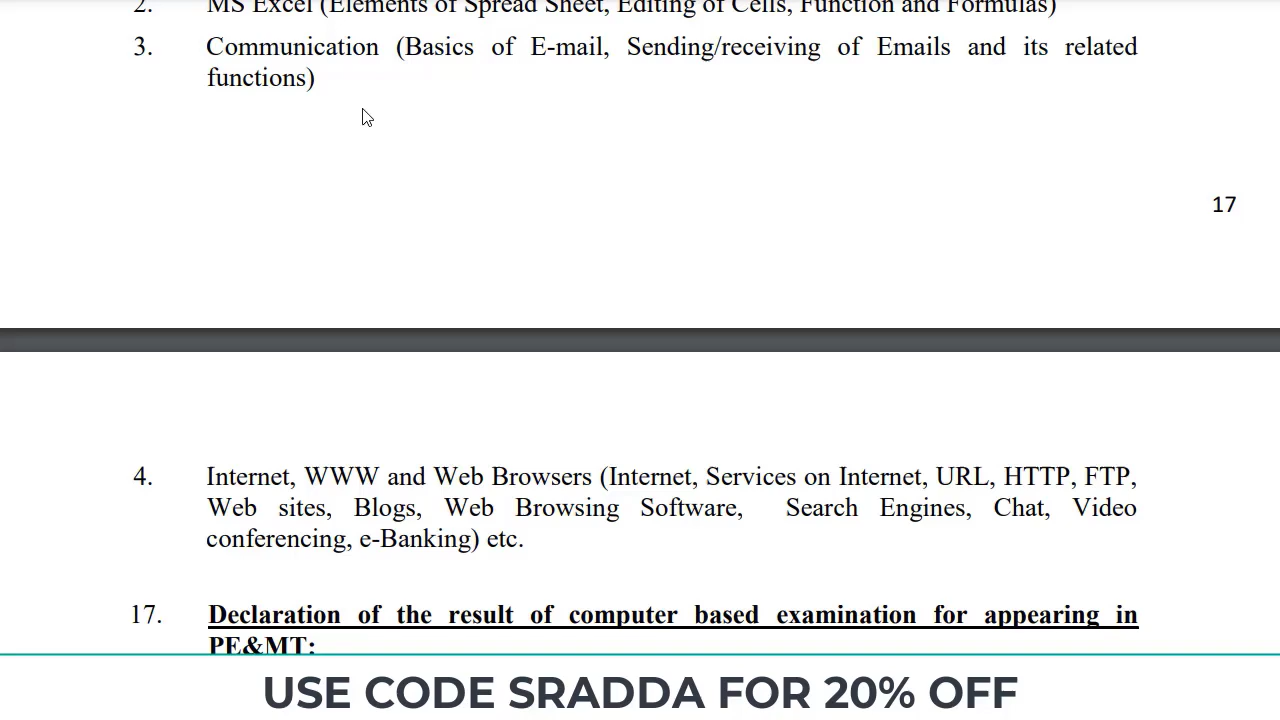 2. MS Excel (Elements of Spread Sheet, Editing of Cells, Function and Formulas)
3. Communication (Basics of E-mail, Sending/receiving of Emails and its related
functions)
17
4. Internet, WWW and Web Browsers (Internet, Services on Internet, URL, HTTP, FTP,
Web sites, Blogs, Web Browsing Software, Search Engines, Chat, Video
conferencing, e-Banking) etc.
17. Declaration of the result of computer based examination for appearing in
PE&MT:
USE CODE SRADDA FOR 20% OFF